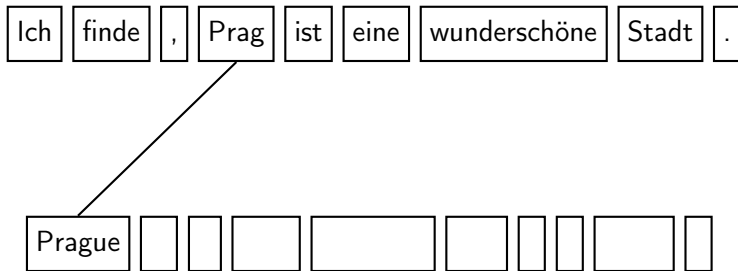 Ich finde , Prag ist eine wunderschöne Stadt .
Prague